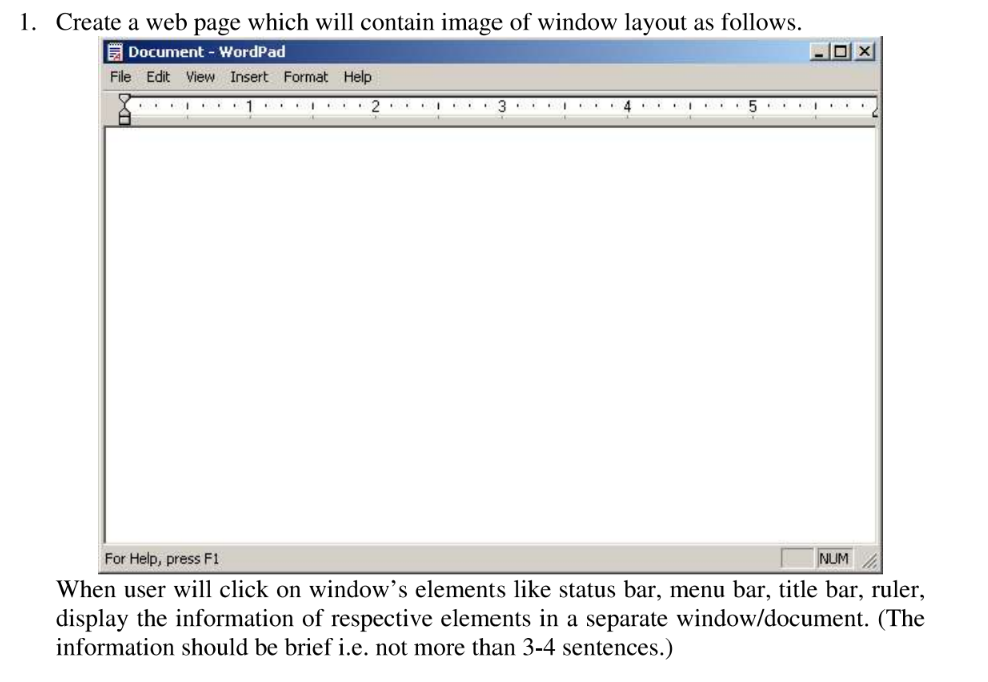 1. Create a web page which will contain image of window layout as follows.
Document - WordPad
File Edit View Insert Format Help
1 2 3 4 5
For Help, press F1 NUM
When user will click on window’s elements like status bar, menu bar, title bar, ruler,
display the information of respective elements in a separate window/document. (The
information should be brief i.e. not more than 3-4 sentences.)